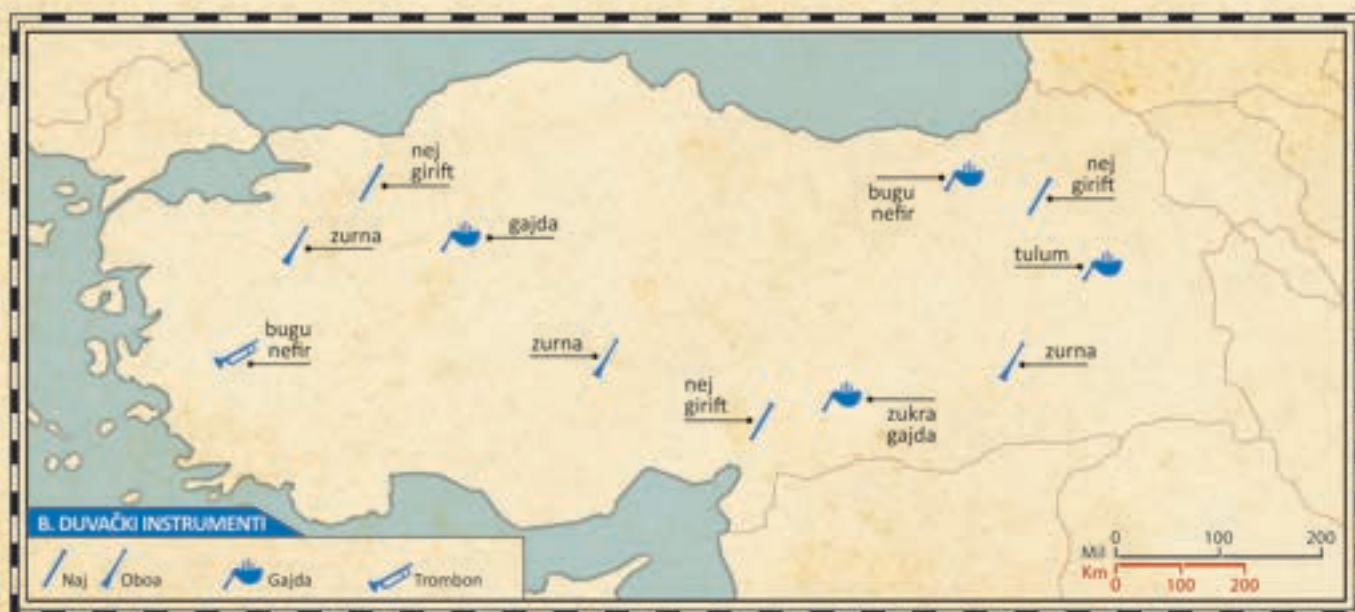 nej
girift
zurna
gajda
bugu
nefir
zurna
nej
girift
zukra
gajda
bugu
nefir
nej
girift
tulum
zurna
B. DUVAČKI INSTRUMENTI
Naj
Oboa
Gajda
Trombon
Mil
0
100
200
Km
0
100
200